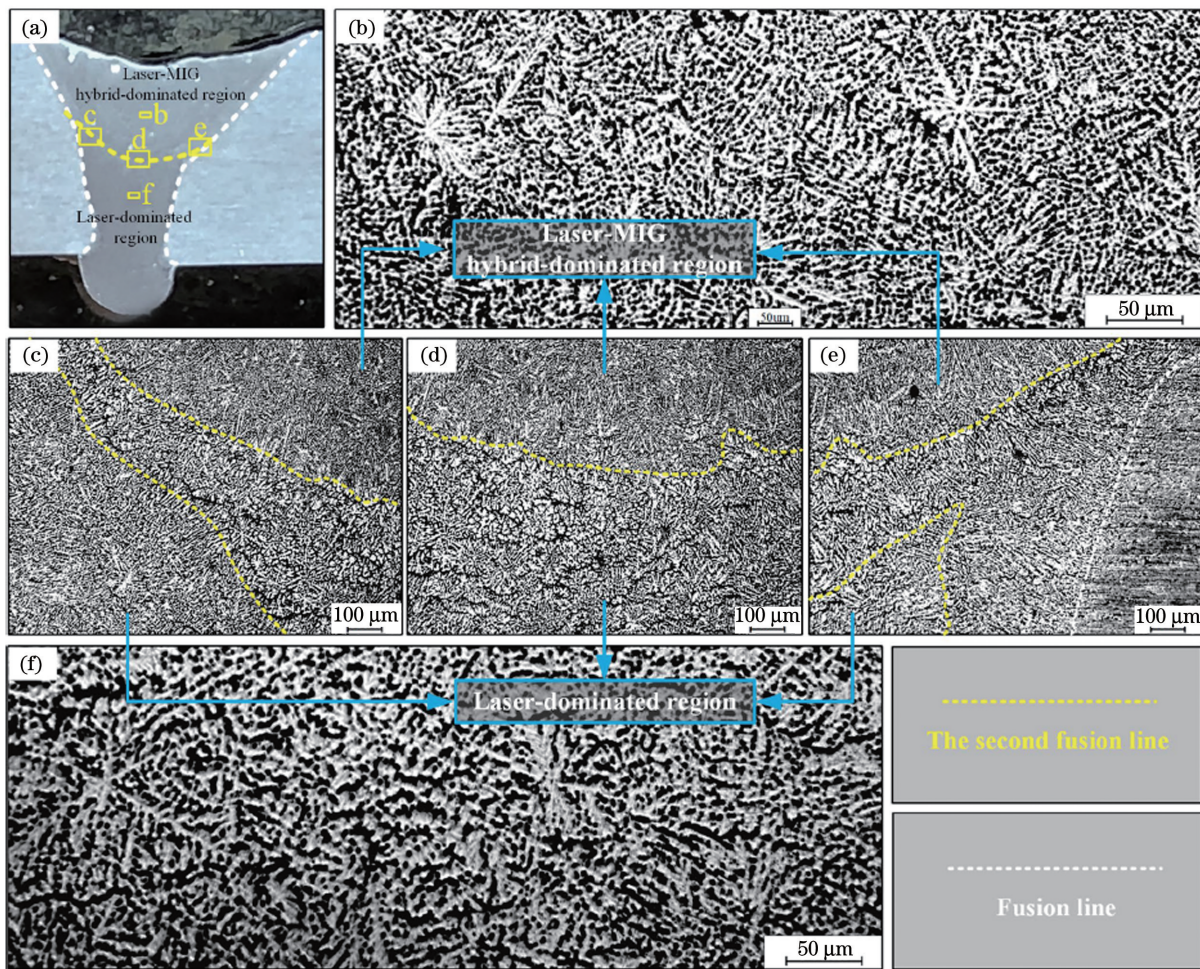 (a)
Laser-MIG
hybrid-dominated region
b
c
d
e
f
Laser-dominated
region
(b)
Laser-MIG
hybrid-dominated region
50um
50 μm
(c)
100 μm
(d)
100 μm
(e)
100 μm
(f)
Laser-dominated region
50 μm
The second fusion line
Fusion line